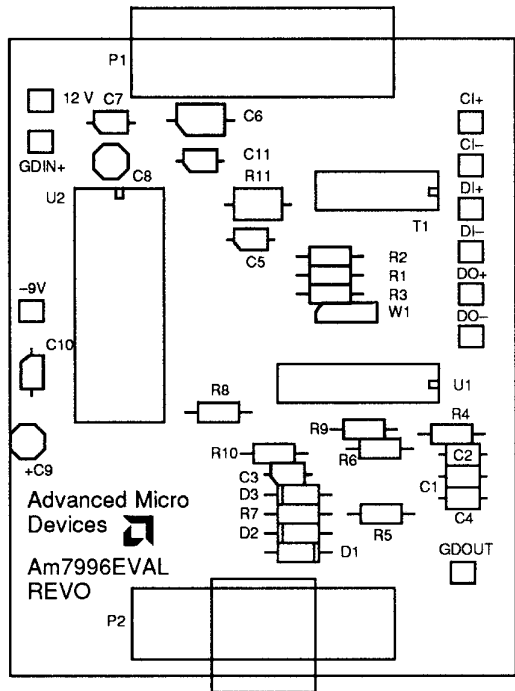 P1
12 V
C7
C6
CI+
GDIN+
CI–
C11
C8
U2
R11
DI+
T1
DI–
C5
R2
R1
DO+
–9V
R3
W1
DO–
C10
U1
R8
R9
R4
R10
R6
C2
+C9
C3
C1
Advanced Micro
Devices
D3
R7
C4
R5
D2
D1
GDOUT
Am7996EVAL
REVO
P2